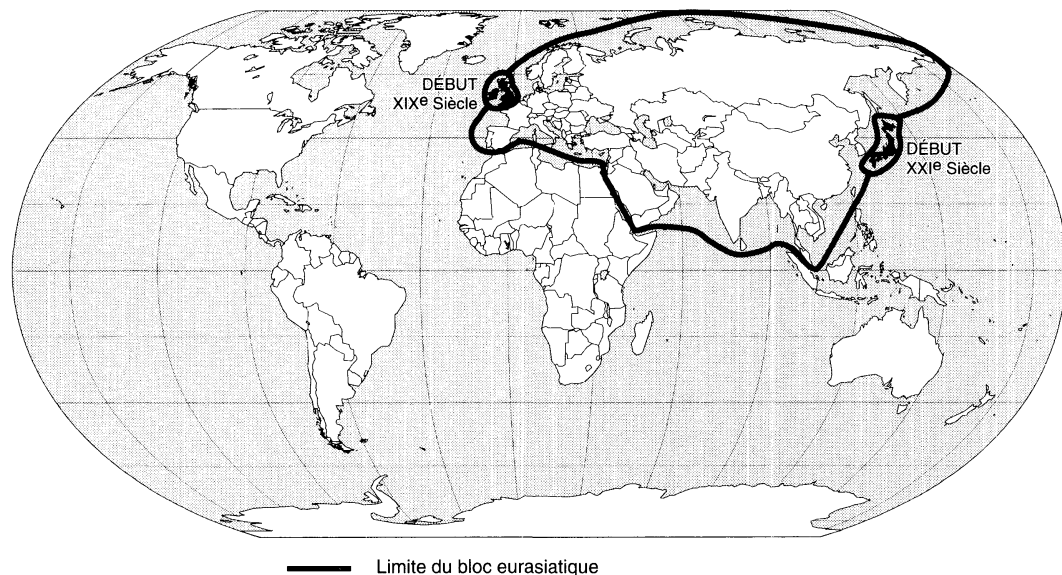 DÉBUT
XIXe Siècle
DÉBUT
XXIe Siècle
Limite du bloc eurasiatique